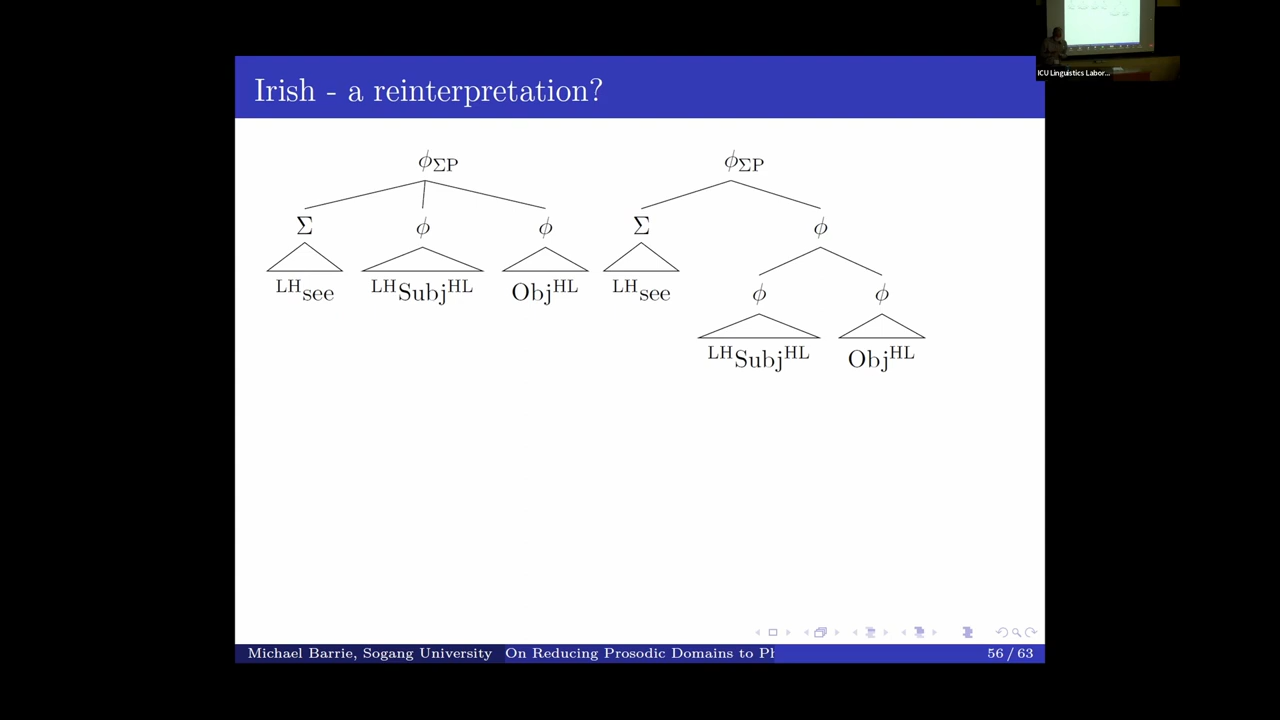 Irish - a reinterpretation?
ϕΣP ϕΣP
Σ ϕ ϕ Σ ϕ
LHsee LHSubjHL ObjHL LHsee ϕ ϕ
LHSubjHL ObjHL
Michael Barrie, Sogang University On Reducing Prosodic Domains to Ph 56 / 63
ICU Linguistics Labor...